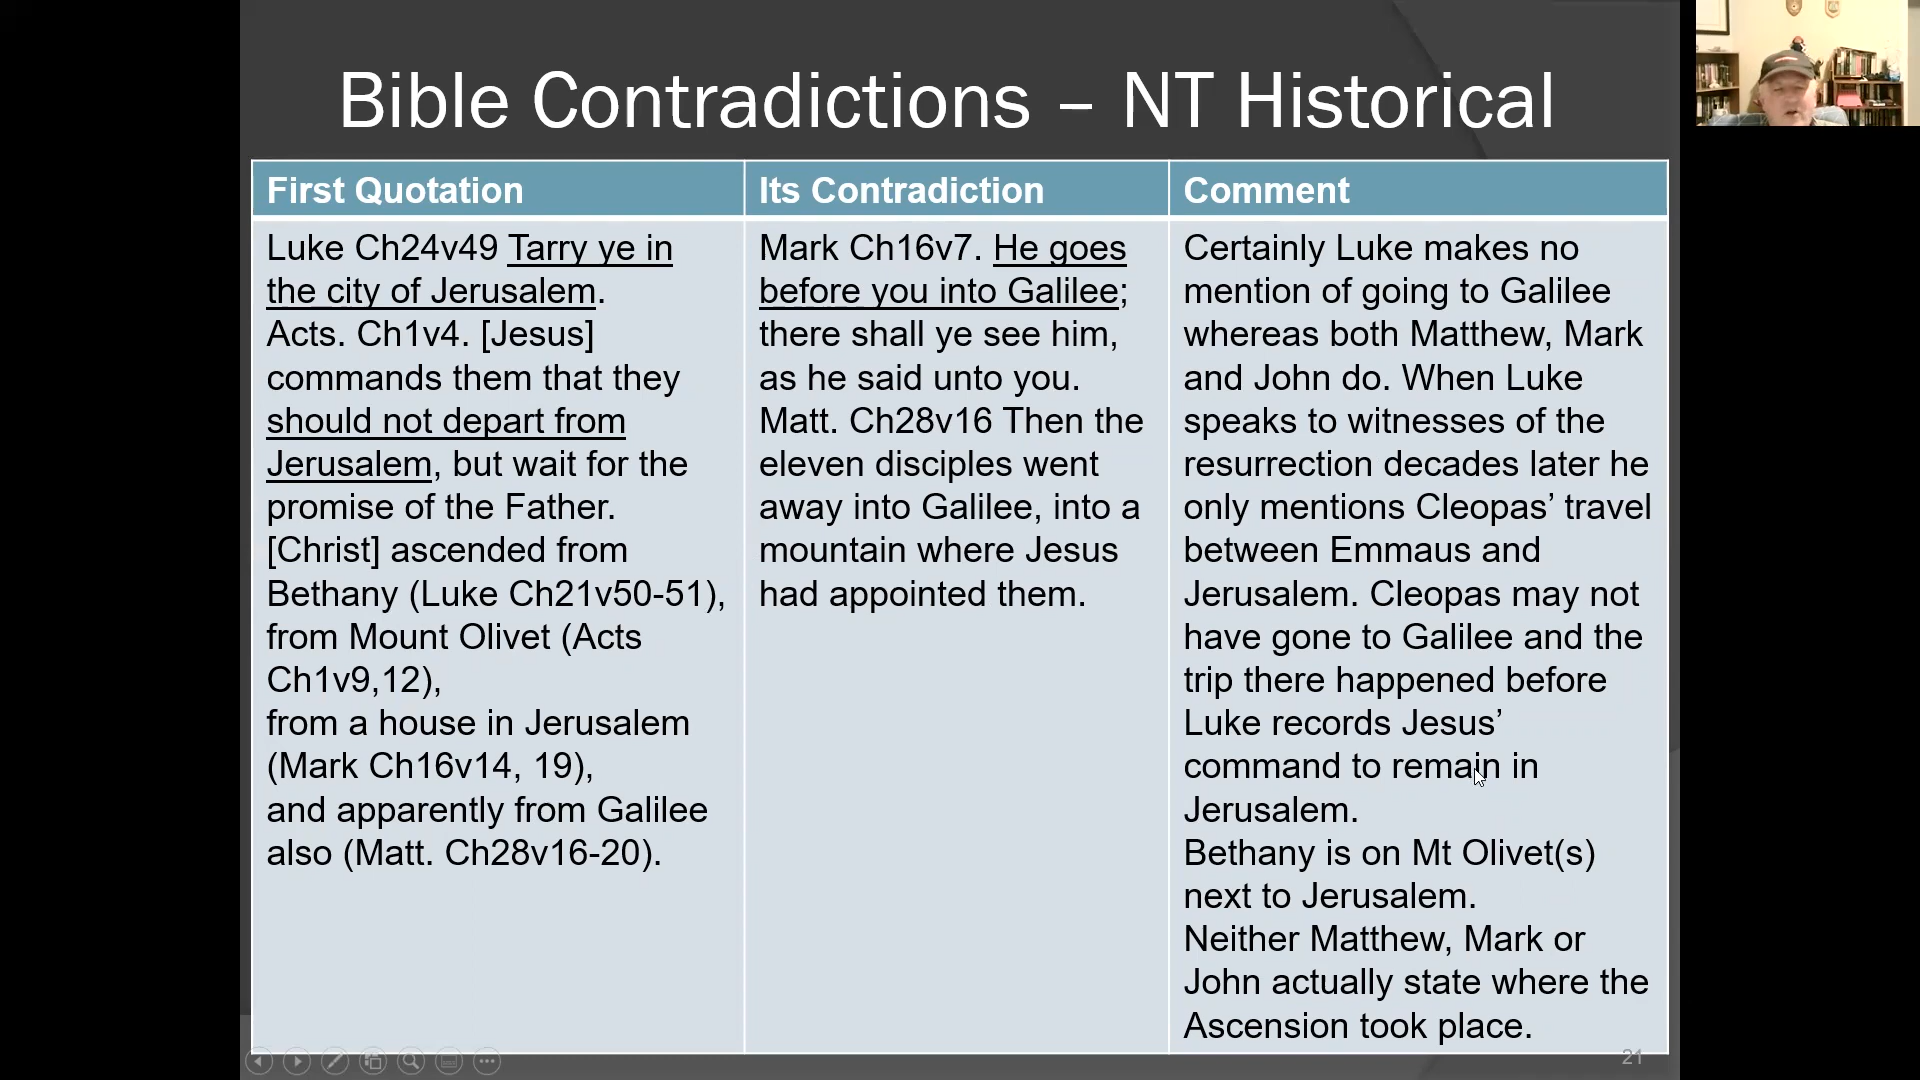 Bible Contradictions – NT Historical
First Quotation
Its Contradiction
Comment
Luke Ch24v49 Tarry ye in
the city of Jerusalem.
Acts. Ch1v4. [Jesus]
commands them that they
should not depart from
Jerusalem, but wait for the
promise of the Father.
[Christ] ascended from
Bethany (Luke Ch21v50-51),
from Mount Olivet (Acts
Ch1v9,12),
from a house in Jerusalem
(Mark Ch16v14, 19),
and apparently from Galilee
also (Matt. Ch28v16-20).
Mark Ch16v7. He goes
before you into Galilee;
there shall ye see him,
as he said unto you.
Matt. Ch28v16 Then the
eleven disciples went
away into Galilee, into a
mountain where Jesus
had appointed them.
Certainly Luke makes no
mention of going to Galilee
whereas both Matthew, Mark
and John do. When Luke
speaks to witnesses of the
resurrection decades later he
only mentions Cleopas’ travel
between Emmaus and
Jerusalem. Cleopas may not
have gone to Galilee and the
trip there happened before
Luke records Jesus’
command to remain in
Jerusalem.
Bethany is on Mt Olivet(s)
next to Jerusalem.
Neither Matthew, Mark or
John actually state where the
Ascension took place.
21